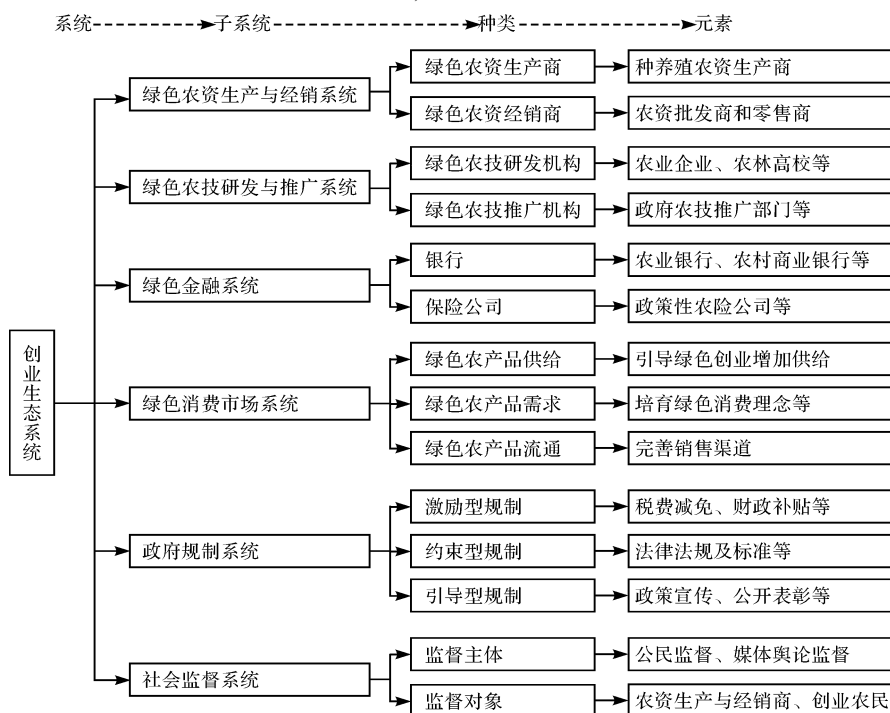 系统 子系统 种类 元素
创业生态系统
绿色农资生产与经销系统
绿色农资生产商 种养殖农资生产商
绿色农资经销商 农资批发商和零售商
绿色农技研发与推广系统
绿色农技研发机构 农业企业、农林高校等
绿色农技推广机构 政府农技推广部门等
绿色金融系统
银行 农业银行、农村商业银行等
保险公司 政策性农险公司等
绿色消费市场系统
绿色农产品供给 引导绿色创业增加供给
绿色农产品需求 培育绿色消费理念等
绿色农产品流通 完善销售渠道
政府规制系统
激励型规制 税费减免、财政补贴等
约束型规制 法律法规及标准等
引导型规制 政策宣传、公开表彰等
社会监督系统
监督主体 公民监督、媒体舆论监督
监督对象 农资生产与经销商、创业农民